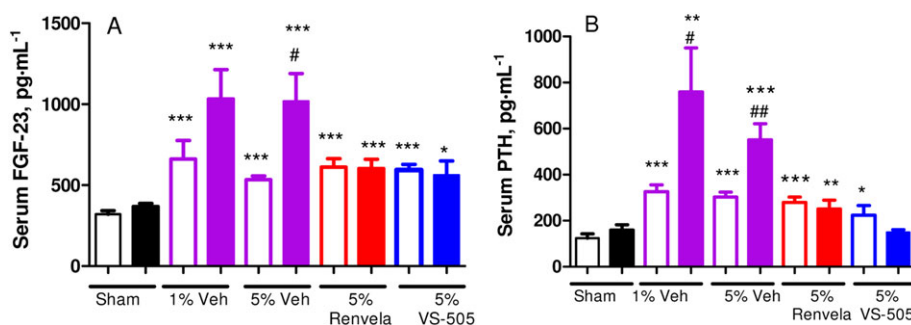 A
Serum FGF-23, pg·mL⁻¹
1500
1000
500
0
***
***
***
***
#
***
***
***
*
Sham
1% Veh
5% Veh
5%
Renvela
5%
VS-505
B
Serum PTH, pg·mL⁻¹
1000
800
600
400
200
0
***
**
#
***
***
##
***
**
*
Sham
1% Veh
5% Veh
5%
Renvela
5%
VS-505